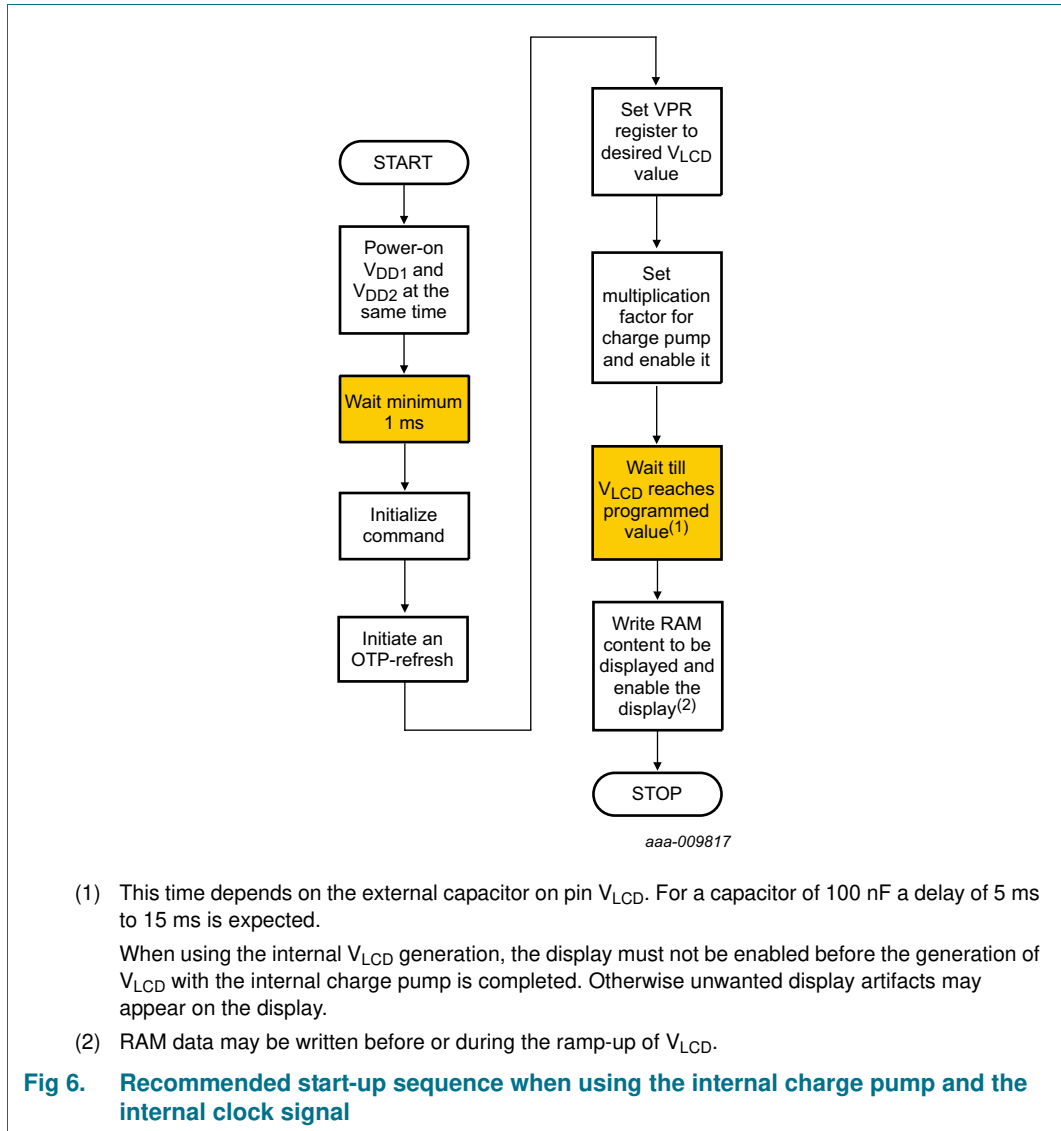 START
Power-on
VDD1 and
VDD2 at the
same time
Wait minimum
1 ms
Initialize
command
Initiate an
OTP-refresh
Set VPR
register to
desired VLCD
value
Set
multiplication
factor for
charge pump
and enable it
Wait till
VLCD reaches
programmed
value(1)
Write RAM
content to be
displayed and
enable the
display(2)
STOP
aaa-009817
(1) This time depends on the external capacitor on pin VLCD. For a capacitor of 100 nF a delay of 5 ms
to 15 ms is expected.
When using the internal VLCD generation, the display must not be enabled before the generation of
VLCD with the internal charge pump is completed. Otherwise unwanted display artifacts may
appear on the display.
(2) RAM data may be written before or during the ramp-up of VLCD.
Fig 6. Recommended start-up sequence when using the internal charge pump and the
internal clock signal